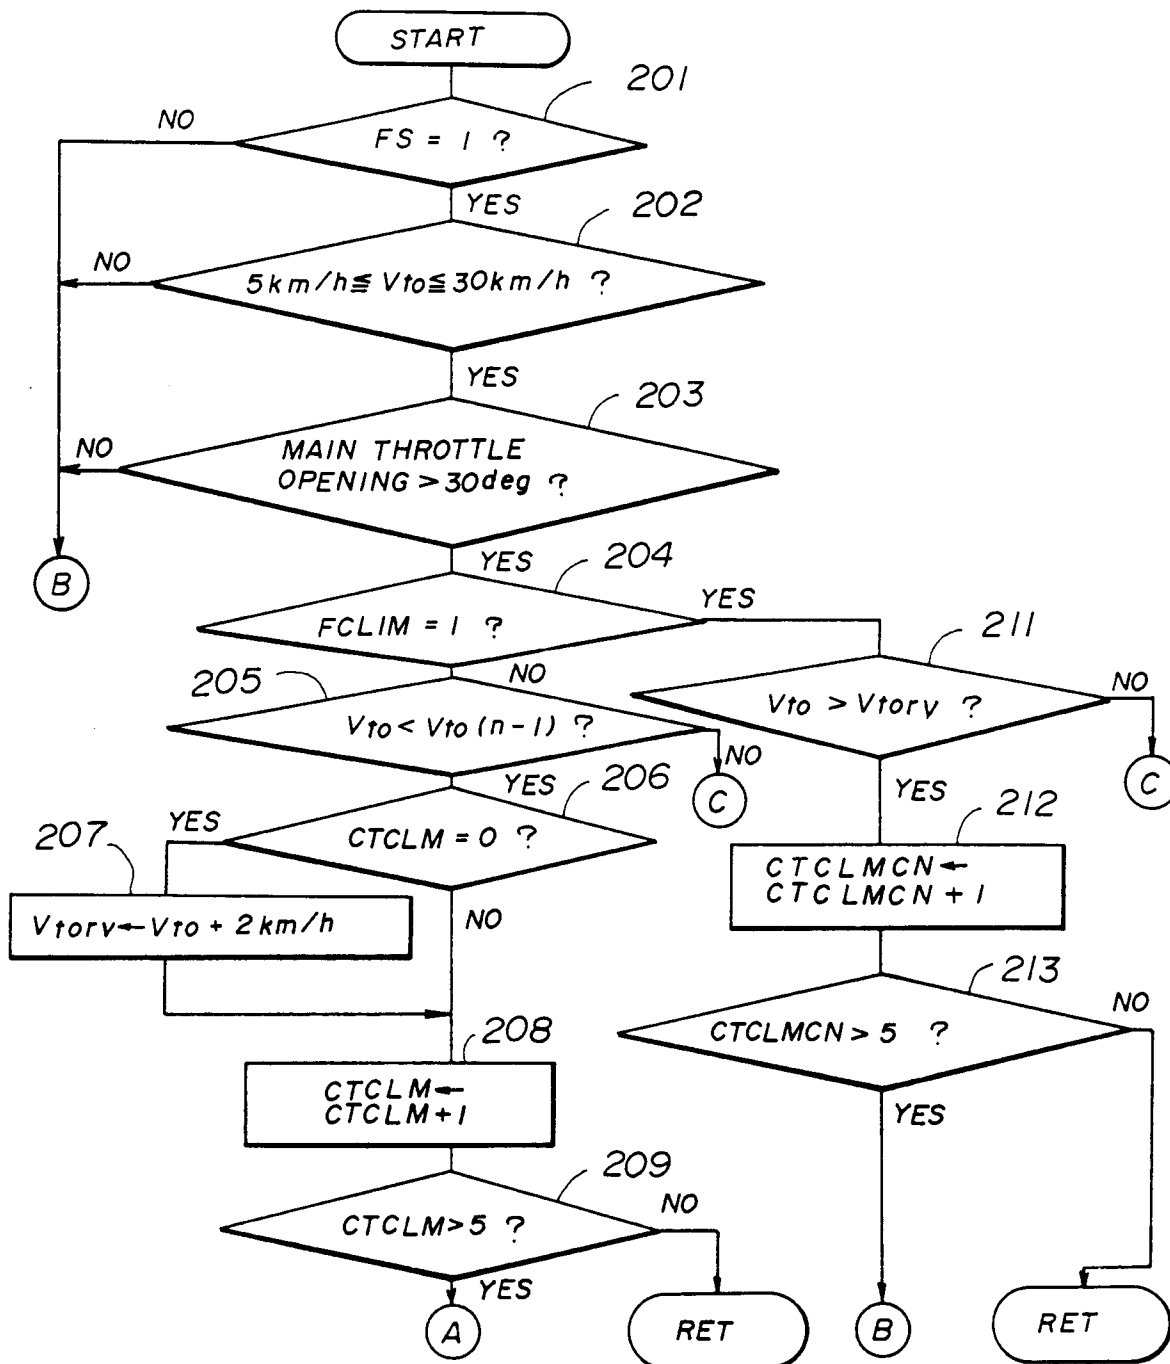 START
201
NO
FS = 1 ?
YES
202
NO
5km/h≦ Vto≦30km/h ?
YES
203
NO
MAIN THROTTLE
OPENING > 30deg ?
B
YES
204
YES
FCLIM = 1 ?
211
205
NO
NO
Vto < Vto (n-1) ?
Vto > Vtorv ?
NO
C
C
YES
206
YES
212
207
YES
CTCLM = 0 ?
CTCLMCN←
CTCLMCN + 1
Vtorv←Vto + 2km/h
NO
213
NO
CTCLMCN > 5 ?
208
CTCLM←
CTCLM+1
YES
209
NO
CTCLM>5 ?
YES
A
RET
B
RET